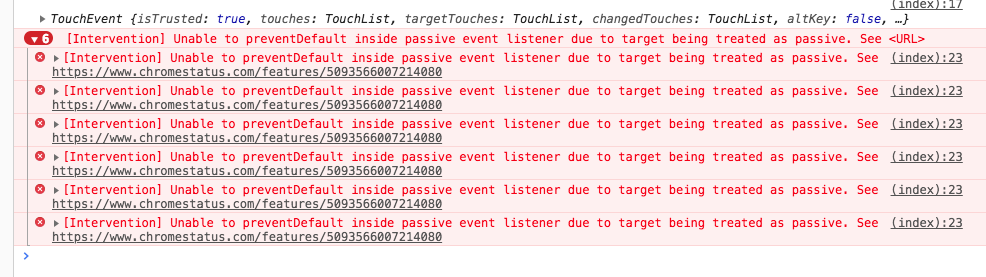 (index):17
▶ TouchEvent {isTrusted: true, touches: TouchList, targetTouches: TouchList, changedTouches: TouchList, altKey: false, …}
▼ 6 [Intervention] Unable to preventDefault inside passive event listener due to target being treated as passive. See <URL>
▶ [Intervention] Unable to preventDefault inside passive event listener due to target being treated as passive. See (index):23
https://www.chromestatus.com/features/5093566007214080
▶ [Intervention] Unable to preventDefault inside passive event listener due to target being treated as passive. See (index):23
https://www.chromestatus.com/features/5093566007214080
▶ [Intervention] Unable to preventDefault inside passive event listener due to target being treated as passive. See (index):23
https://www.chromestatus.com/features/5093566007214080
▶ [Intervention] Unable to preventDefault inside passive event listener due to target being treated as passive. See (index):23
https://www.chromestatus.com/features/5093566007214080
▶ [Intervention] Unable to preventDefault inside passive event listener due to target being treated as passive. See (index):23
https://www.chromestatus.com/features/5093566007214080
▶ [Intervention] Unable to preventDefault inside passive event listener due to target being treated as passive. See (index):23
https://www.chromestatus.com/features/5093566007214080
>